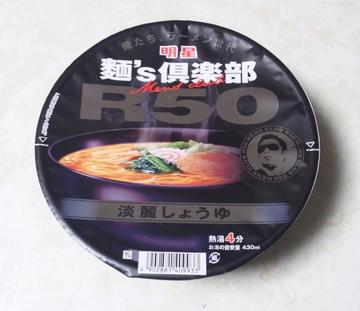 俺たち、ラーメン世代
明星
麺's倶楽部
Men's club
R50
淡麗しょうゆ
熱湯4分
お湯の目安量 430ml
4902881409933